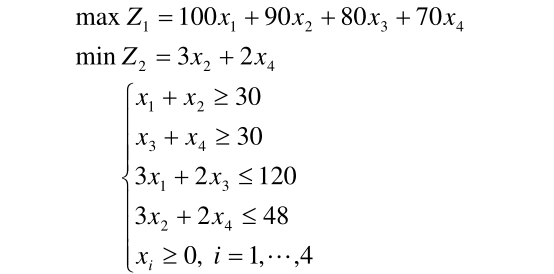 max Z₁ = 100x₁ + 90x₂ + 80x₃ + 70x₄
min Z₂ = 3x₂ + 2x₄
x₁ + x₂ ≥ 30
x₃ + x₄ ≥ 30
3x₁ + 2x₃ ≤ 120
3x₂ + 2x₄ ≤ 48
xᵢ ≥ 0, i = 1,⋯,4